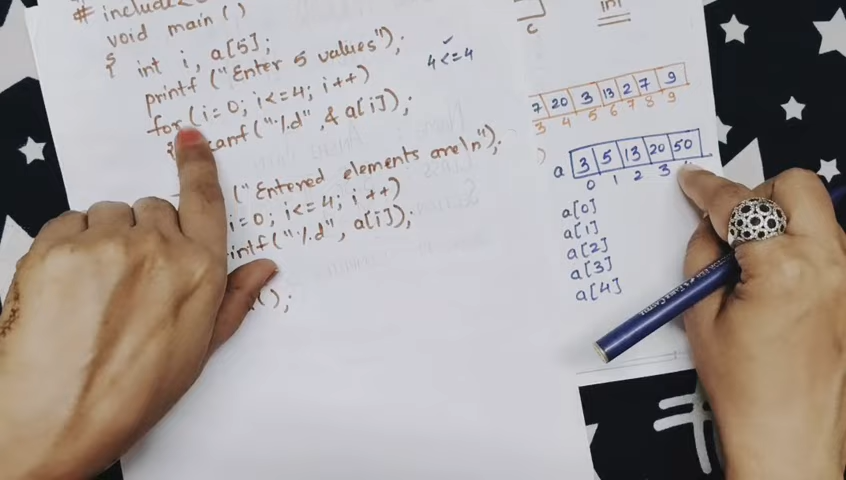 # include
void main ( )
{ int i, a[5];
printf ("Enter 5 values");
for (i=0; i<=4; i++)
{ scanf ("%d", & a[i]);
("Entered elements are\n");
i=0; i<=4; i++)
intf ("%d", a[i]);
();
4<=4
c
int
7 20 3 13 2 7 9
3 4 5 6 7 8 9
a 3 5 13 20 50
0 1 2 3
a[0]
a[1]
a[2]
a[3]
a[4]